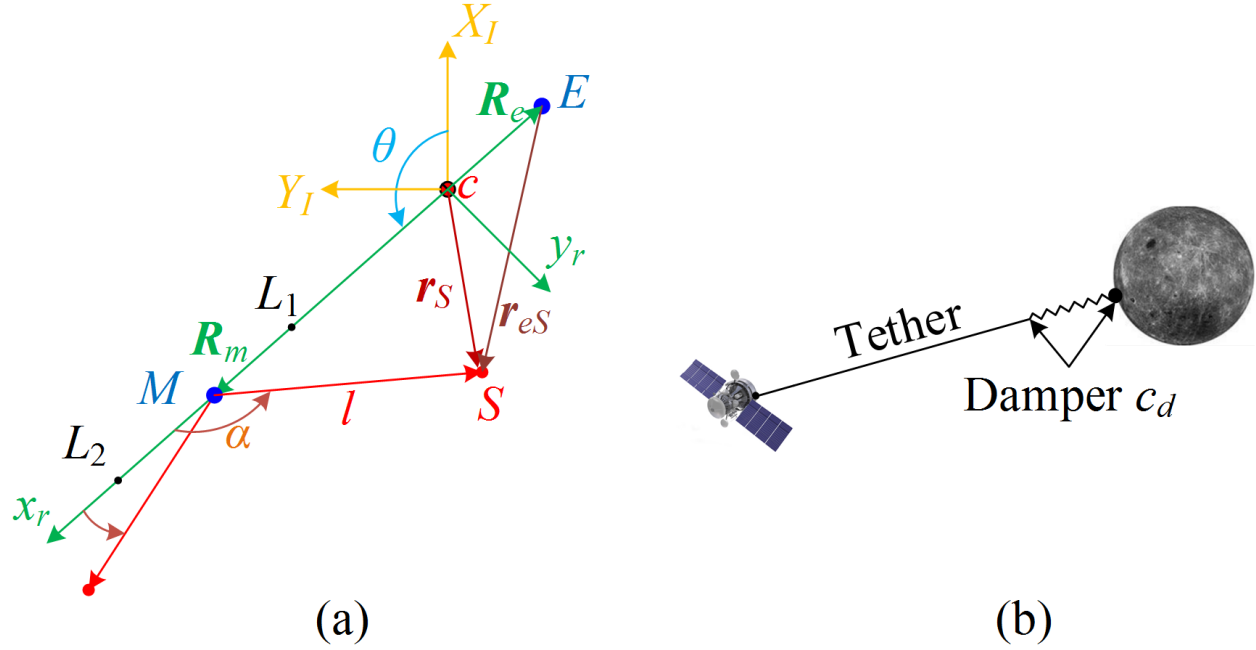 X_I
E
R_e
θ
Y_I
c
y_r
L_1
r_S
r_eS
R_m
M
S
l
α
L_2
x_r
(a)
Tether
Damper c_d
(b)